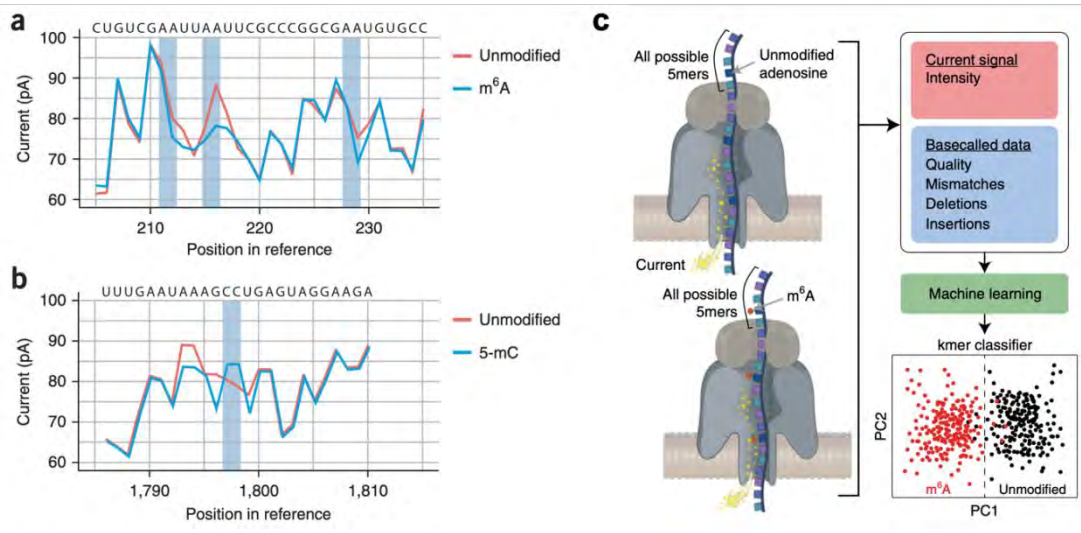 a
CUGUCGAAUUAAUUCGCCCGGCGAAUGUGCC
100
90
80
70
60
Current (pA)
210
220
230
Position in reference
Unmodified
m⁶A
b
UUUGAAUAAAGCCUGAGUAGGAAGA
100
90
80
70
60
Current (pA)
1,790
1,800
1,810
Position in reference
Unmodified
5-mC
c
All possible
5mers
Unmodified
adenosine
Current
All possible
5mers
m⁶A
Current signal
Intensity
Basecalled data
Quality
Mismatches
Deletions
Insertions
Machine learning
kmer classifier
PC2
m⁶A
Unmodified
PC1